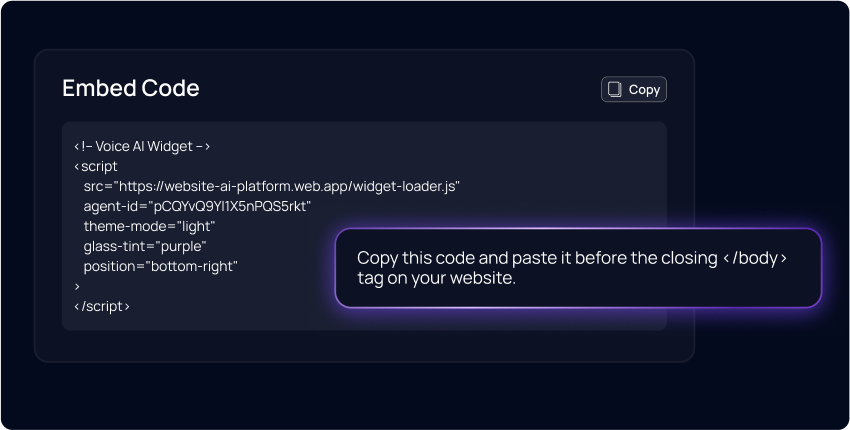 Embed Code
Copy
<!-- Voice AI Widget -->
<script
src="https://website-ai-platform.web.app/widget-loader.js"
agent-id="pCQYvQ9YI1X5nPQS5rkt"
theme-mode="light"
glass-tint="purple"
position="bottom-right"
>
</script>
Copy this code and paste it before the closing </body>
tag on your website.